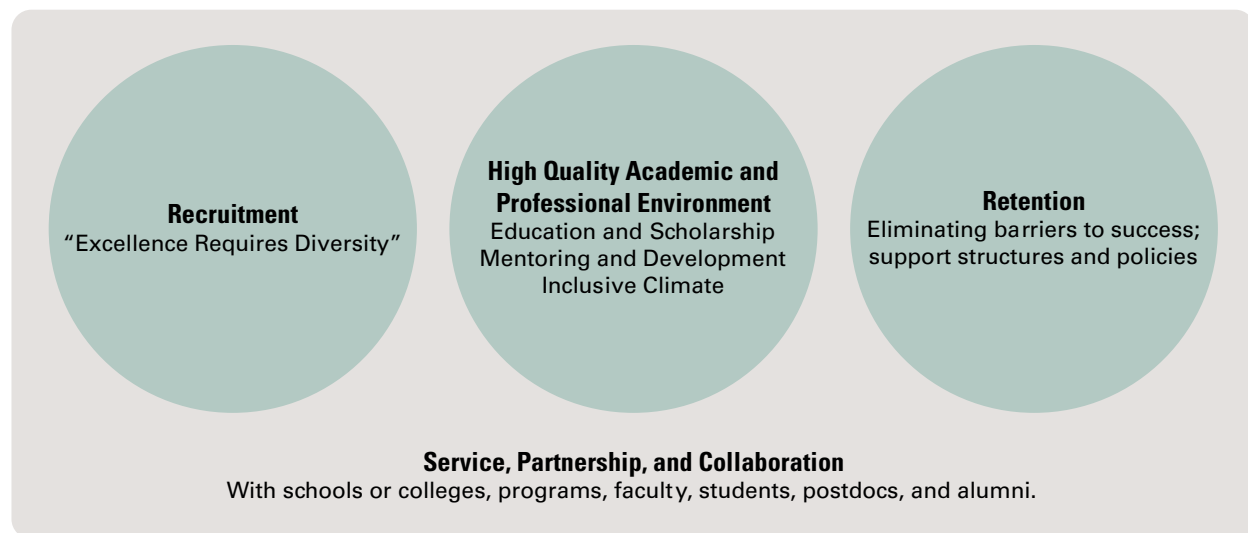 Recruitment
“Excellence Requires Diversity”
High Quality Academic and
Professional Environment
Education and Scholarship
Mentoring and Development
Inclusive Climate
Retention
Eliminating barriers to success;
support structures and policies
Service, Partnership, and Collaboration
With schools or colleges, programs, faculty, students, postdocs, and alumni.